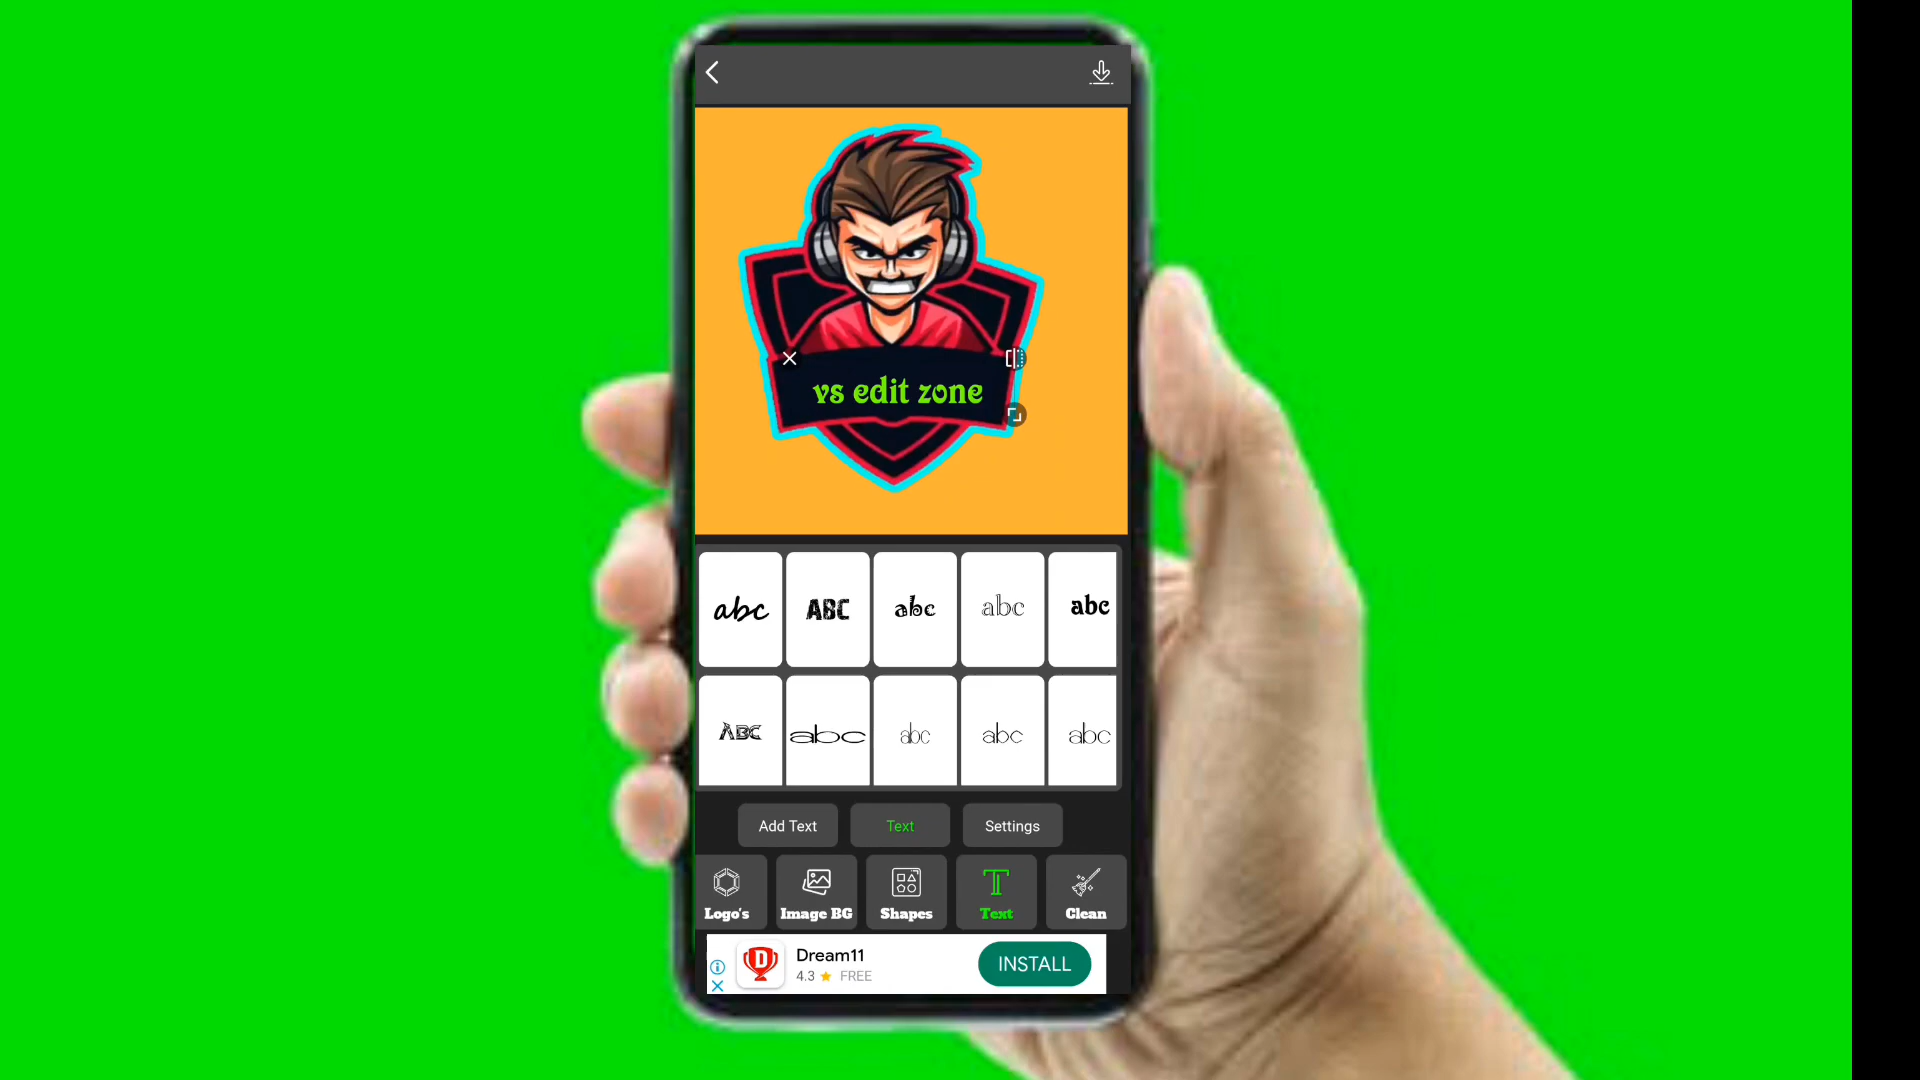 vs edit zone
abc ABC abc abc abc
ABC abc abc abc abc
Add Text Text Settings
Logo's Image BG Shapes Text Clean
D Dream11
4.3 FREE
INSTALL